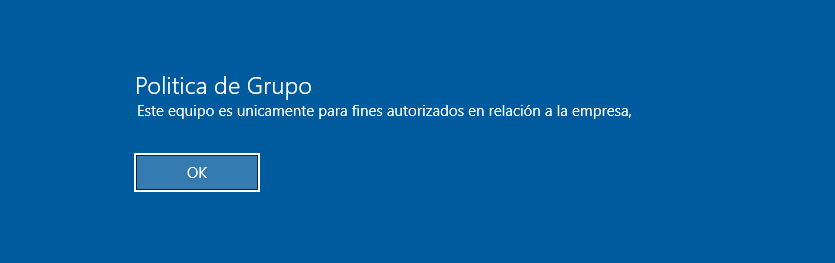 Politica de Grupo
Este equipo es unicamente para fines autorizados en relación a la empresa,
OK